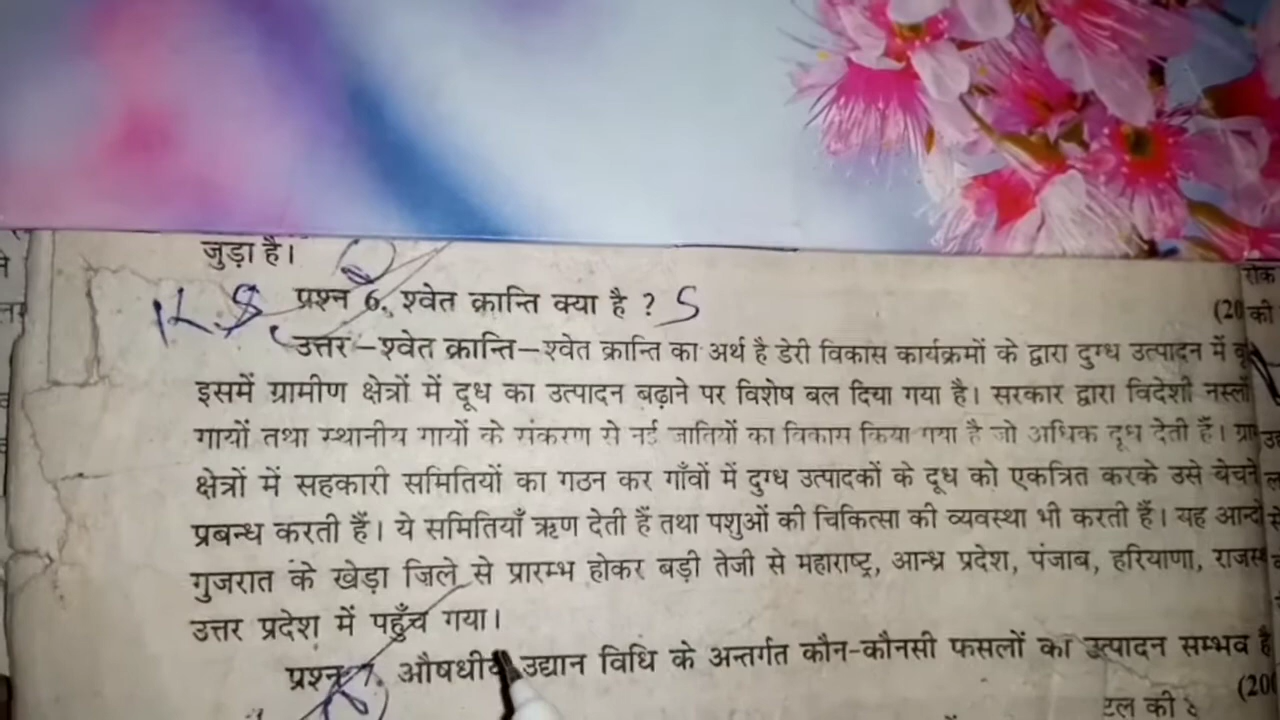 जुड़ा है।
प्रश्न 6. श्वेत क्रान्ति क्या है ? S
उत्तर –श्वेत क्रान्ति–श्वेत क्रान्ति का अर्थ है डेरी विकास कार्यक्रमों के द्वारा दुग्ध उत्पादन में
इसमें ग्रामीण क्षेत्रों में दूध का उत्पादन बढ़ाने पर विशेष बल दिया गया है। सरकार द्वारा विदेशी
गायों तथा स्थानीय गायों के संकरण से नई जातियों का विकास किया गया है जो अधिक दूध देती हैं।
क्षेत्रों में सहकारी समितियों का गठन कर गाँवों में दुग्ध उत्पादकों के दूध को एकत्रित करके उसे बेचने
प्रबन्ध करती हैं। ये समितियाँ ऋण देती हैं तथा पशुओं की चिकित्सा की व्यवस्था भी करती हैं। यह
गुजरात के खेड़ा जिले से प्रारम्भ होकर बड़ी तेजी से महाराष्ट्र, आन्ध्र प्रदेश, पंजाब, हरियाणा,
उत्तर प्रदेश में पहुँच गया।
प्रश्न 7. औषधीय उद्यान विधि के अन्तर्गत कौन-कौनसी फसलों का उत्पादन सम्भव है